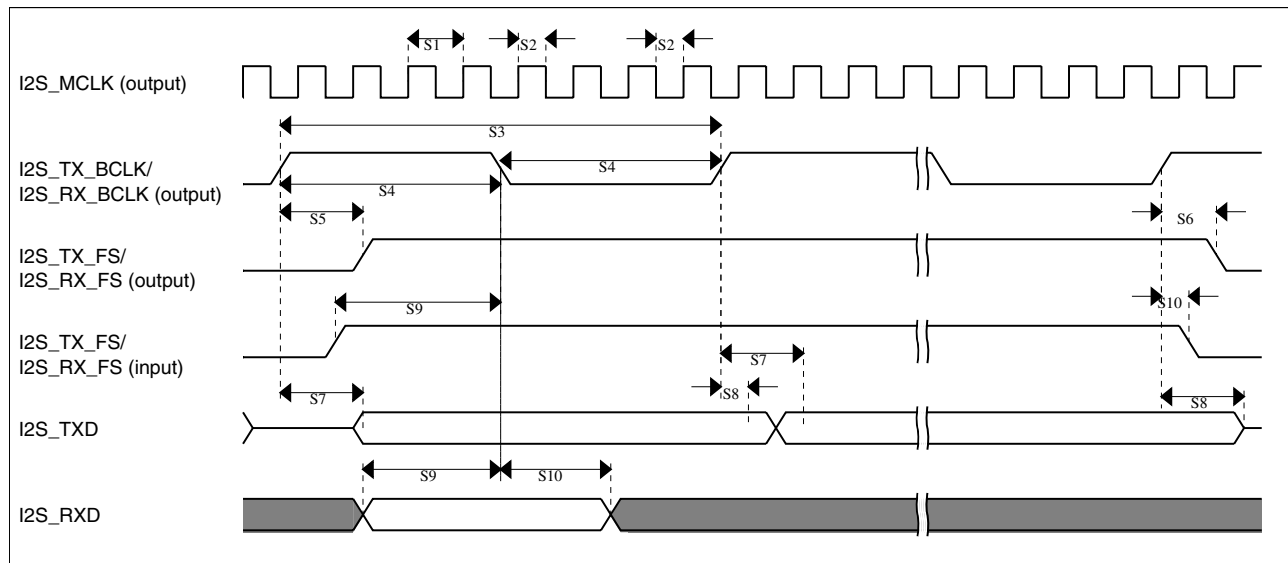 S1 S2 S2
I2S_MCLK (output)
S3
I2S_TX_BCLK/
I2S_RX_BCLK (output)
S4
S4
S5 S6
I2S_TX_FS/
I2S_RX_FS (output)
S9 S10
I2S_TX_FS/
I2S_RX_FS (input)
S7
S7 S8 S8
I2S_TXD
S9 S10
I2S_RXD